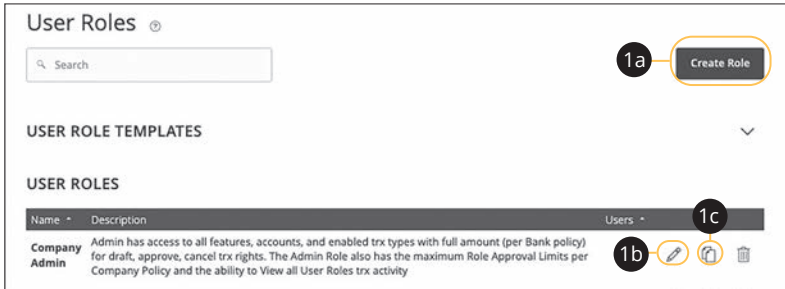 User Roles ?
Search
1a
Create Role
USER ROLE TEMPLATES
USER ROLES
Name Description Users
1c
Company Admin has access to all features, accounts, and enabled trx types with full amount (per Bank policy)
Admin for draft, approve, cancel trx rights. The Admin Role also has the maximum Role Approval Limits per
Company Policy and the ability to View all User Roles trx activity
1b